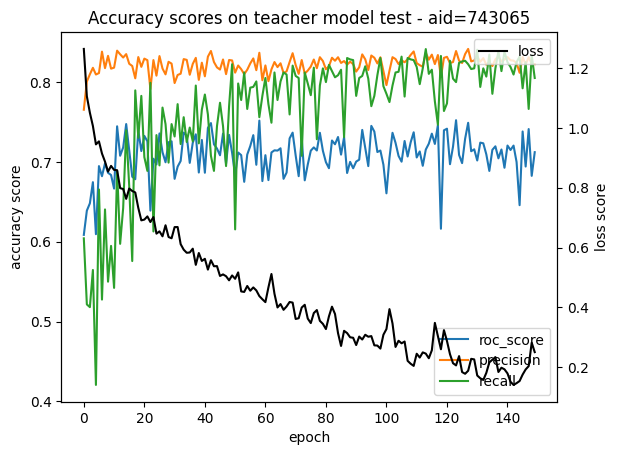 Accuracy scores on teacher model test - aid=743065
loss
accuracy score
0.8
0.7
0.6
0.5
0.4
1.2
1.0
0.8
0.6
0.4
0.2
loss score
roc_score
precision
recall
0 20 40 60 80 100 120 140
epoch